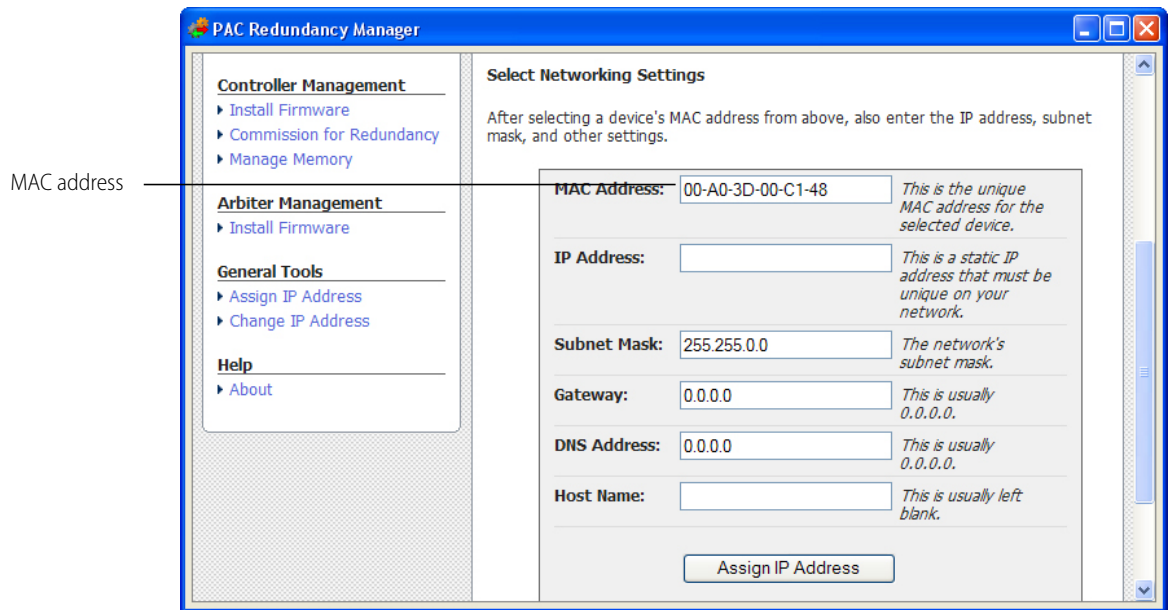 PAC Redundancy Manager
Controller Management
Install Firmware
Commission for Redundancy
Manage Memory
Arbiter Management
Install Firmware
General Tools
Assign IP Address
Change IP Address
Help
About
MAC address
Select Networking Settings
After selecting a device's MAC address from above, also enter the IP address, subnet
mask, and other settings.
MAC Address: 00-A0-3D-00-C1-48 This is the unique
MAC address for the
selected device.
IP Address: This is a static IP
address that must be
unique on your
network.
Subnet Mask: 255.255.0.0 The network's
subnet mask.
Gateway: 0.0.0.0 This is usually
0.0.0.0.
DNS Address: 0.0.0.0 This is usually
0.0.0.0.
Host Name: This is usually left
blank.
Assign IP Address